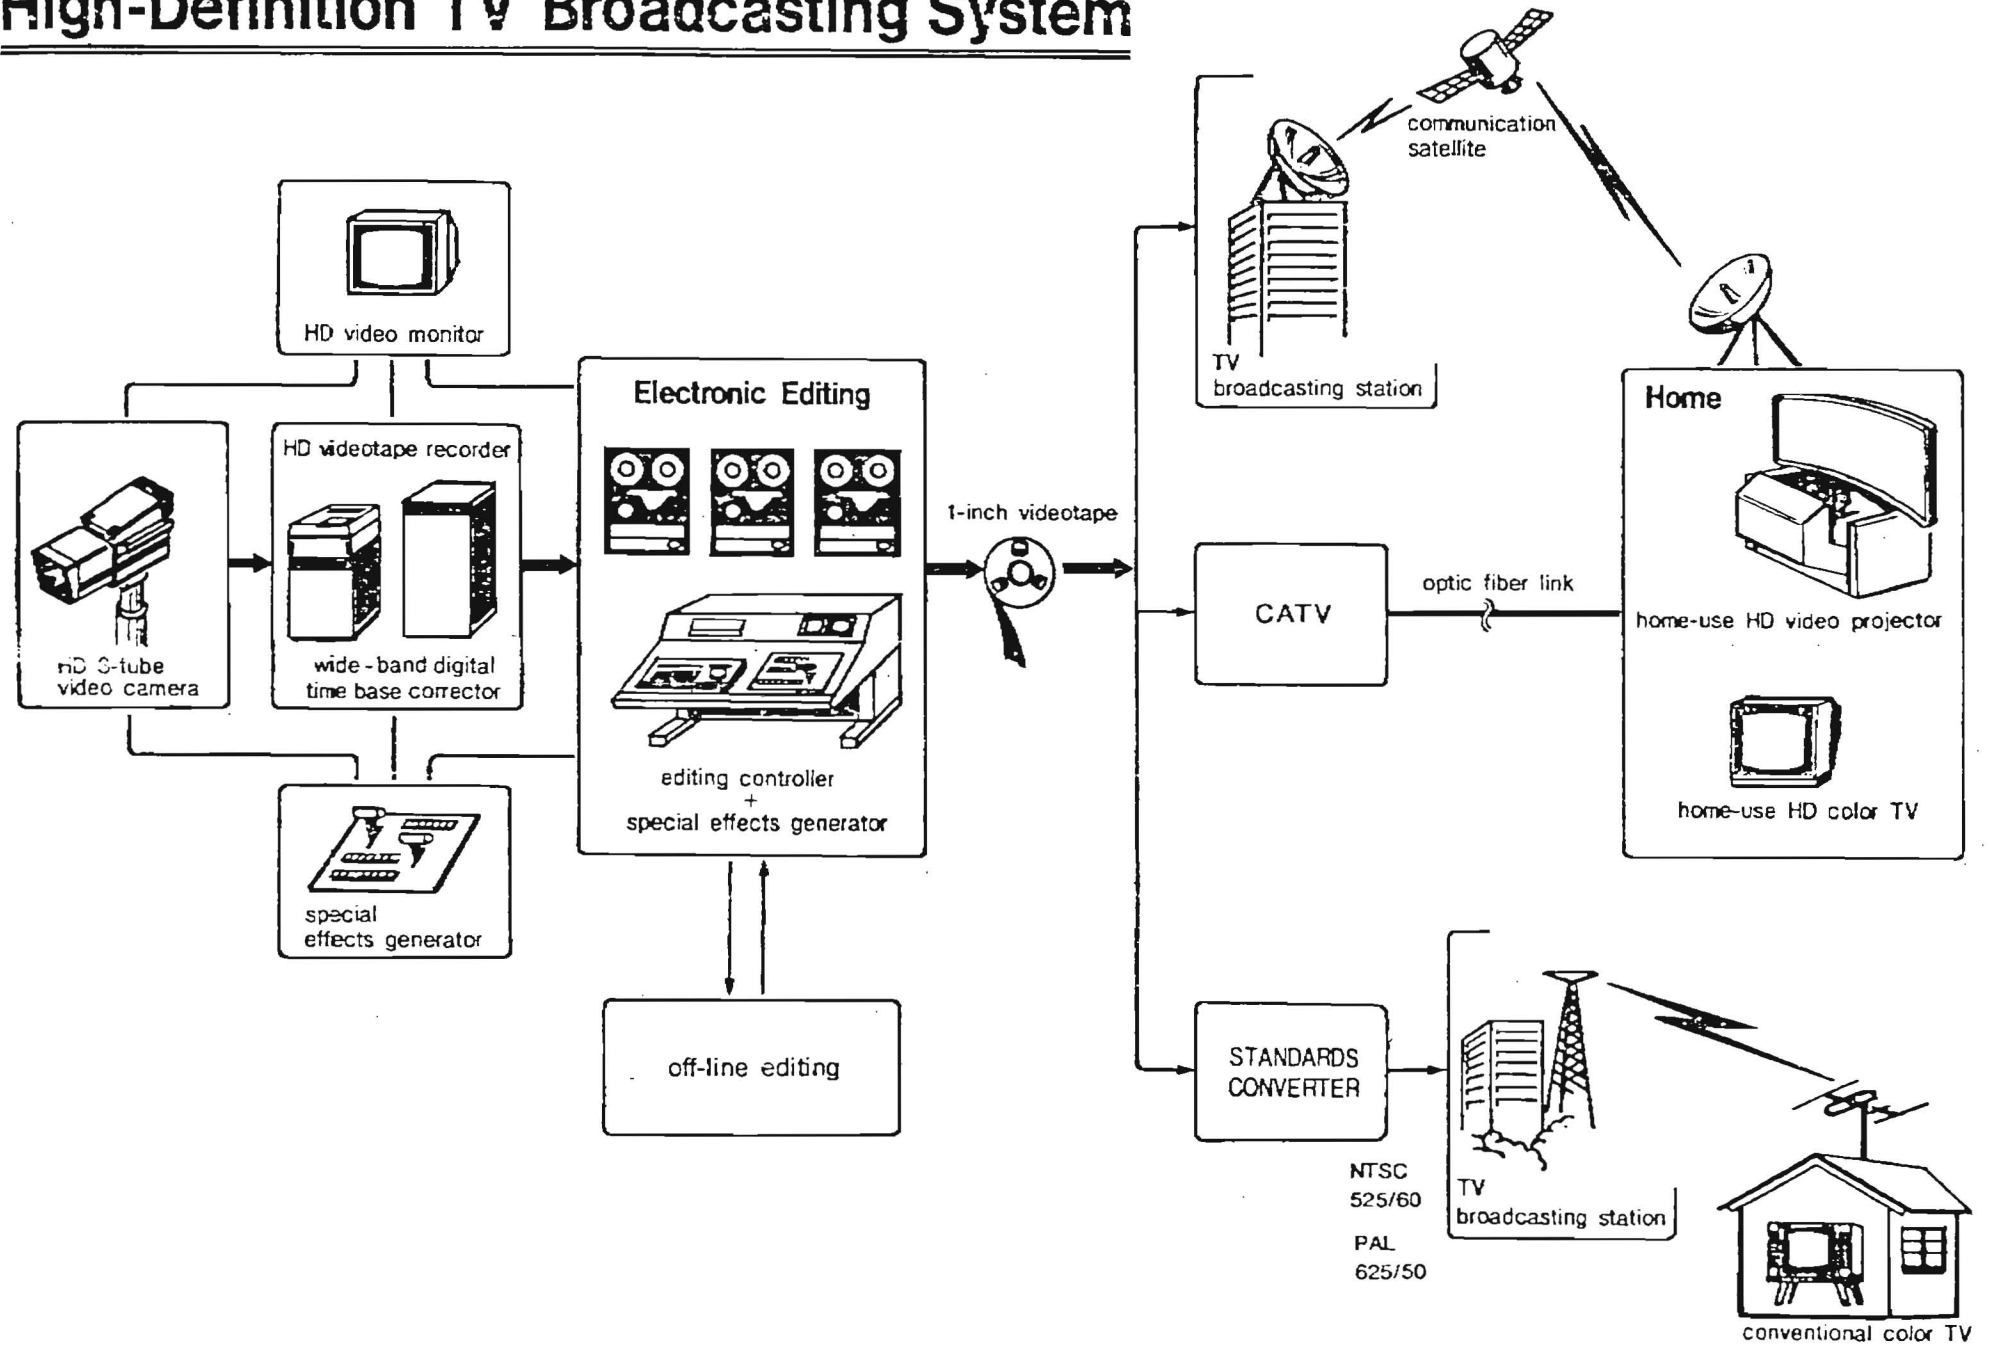 High-Definition TV Broadcasting System
communication
satellite
HD video monitor
TV
broadcasting station
Electronic Editing
Home
HD videotape recorder
1-inch videotape
CATV
optic fiber link
home-use HD video projector
HD 3-tube
video camera
wide-band digital
time base corrector
editing controller
+
special effects generator
home-use HD color TV
special
effects generator
off-line editing
STANDARDS
CONVERTER
NTSC
525/60
PAL
625/50
TV
broadcasting station
conventional color TV